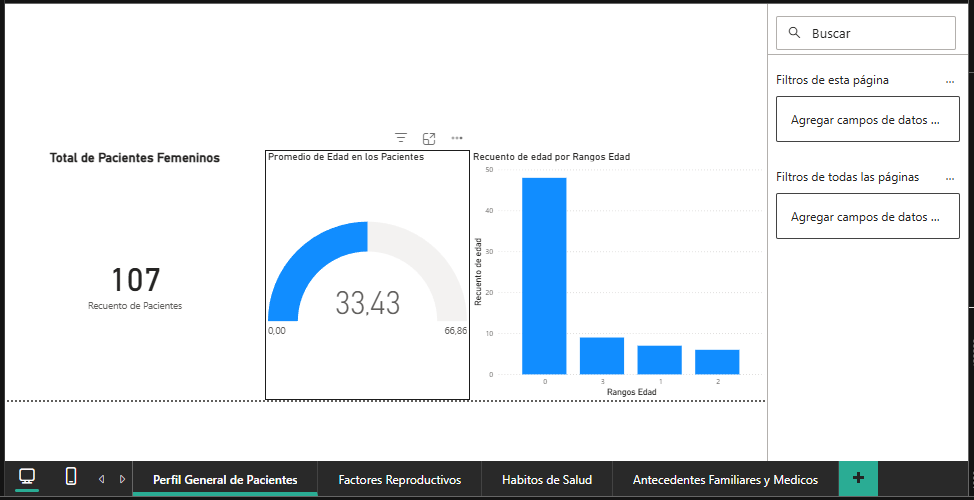 Buscar
Filtros de esta página
...
Agregar campos de datos ...
Filtros de todas las páginas
...
Agregar campos de datos ...
Total de Pacientes Femeninos
107
Recuento de Pacientes
Promedio de Edad en los Pacientes
33,43
0,00
66,86
Recuento de edad por Rangos Edad
Recuento de edad
50
40
30
20
10
0
0
3
1
2
Rangos Edad
Perfil General de Pacientes
Factores Reproductivos
Habitos de Salud
Antecedentes Familiares y Medicos
+